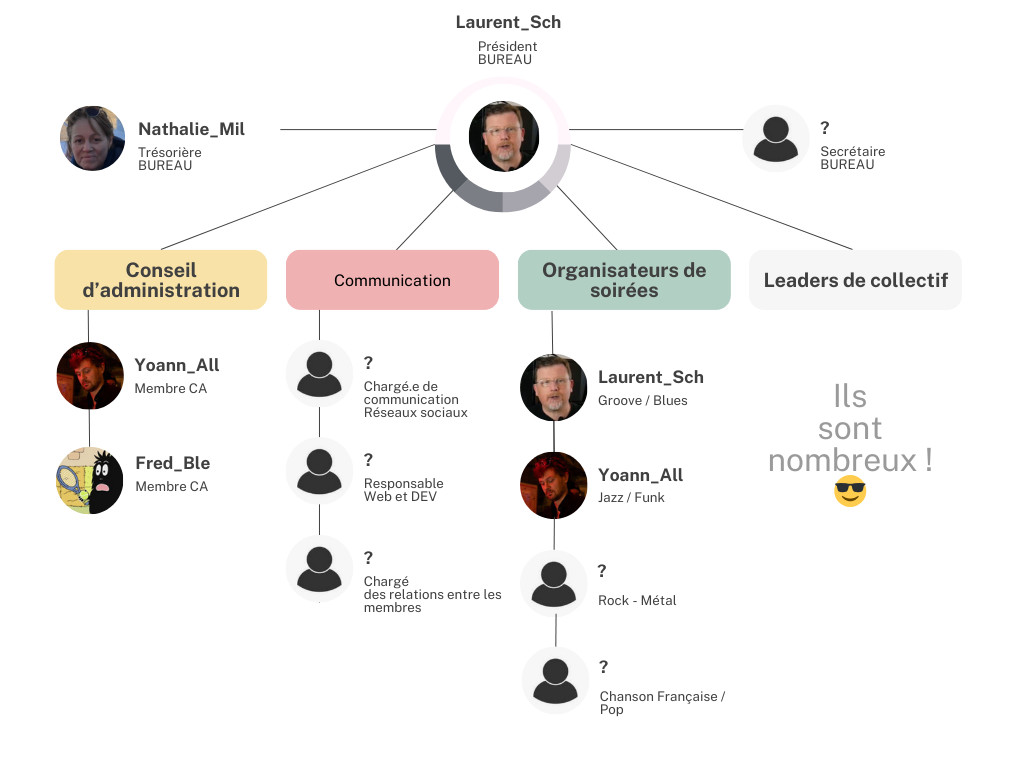 Laurent_Sch
Président
BUREAU
Nathalie_Mil
Trésorière
BUREAU
?
Secrétaire
BUREAU
Conseil
d’administration
Communication
Organisateurs de
soirées
Leaders de collectif
Yoann_All
Membre CA
Fred_Ble
Membre CA
?
Chargé.e de
communication
Réseaux sociaux
?
Responsable
Web et DEV
?
Chargé
des relations entre les
membres
Laurent_Sch
Groove / Blues
Yoann_All
Jazz / Funk
?
Rock - Métal
?
Chanson Française /
Pop
Ils
sont
nombreux !
😎